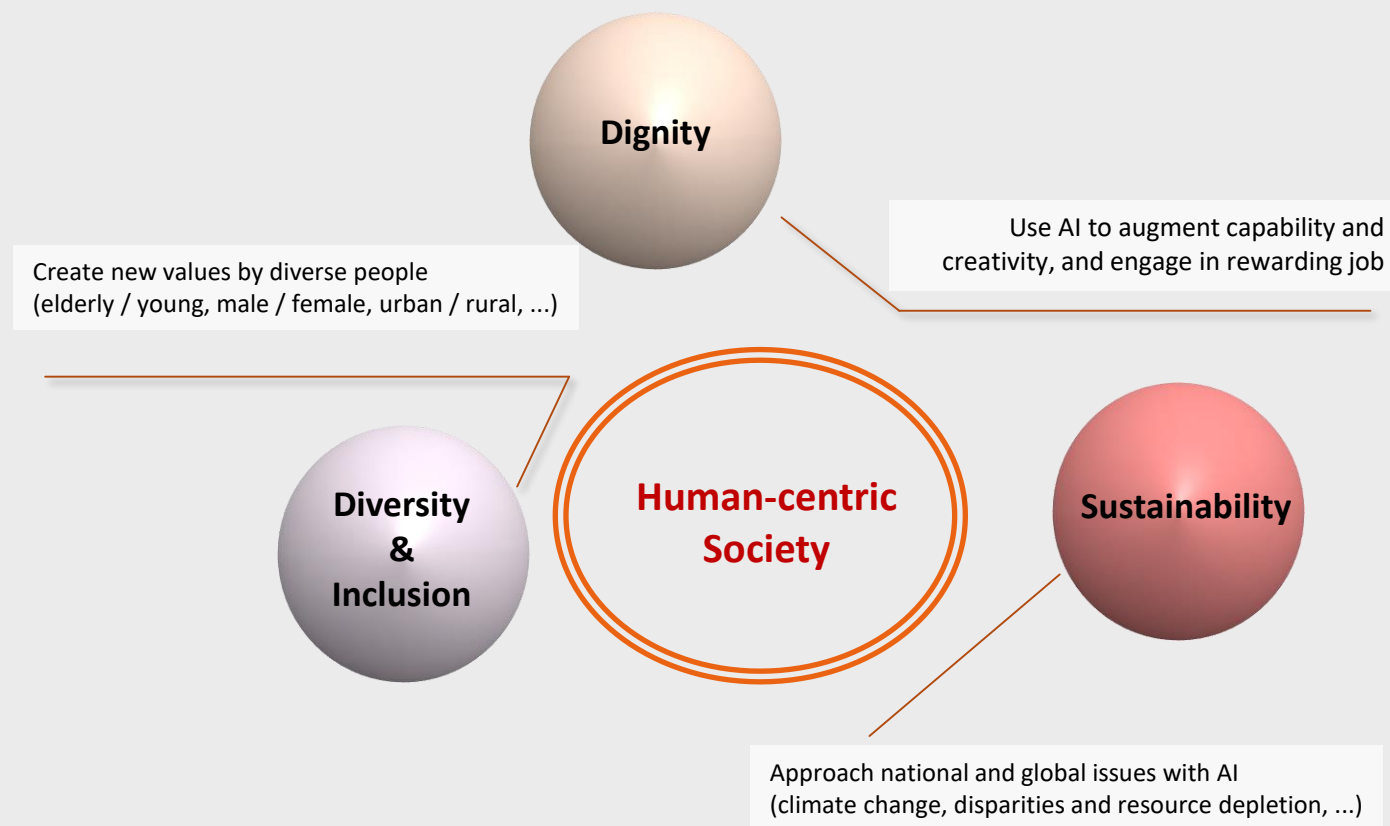 Dignity
Use AI to augment capability and
creativity, and engage in rewarding job
Create new values by diverse people
(elderly / young, male / female, urban / rural, ...)
Diversity
&
Inclusion
Human-centric
Society
Sustainability
Approach national and global issues with AI
(climate change, disparities and resource depletion, ...)